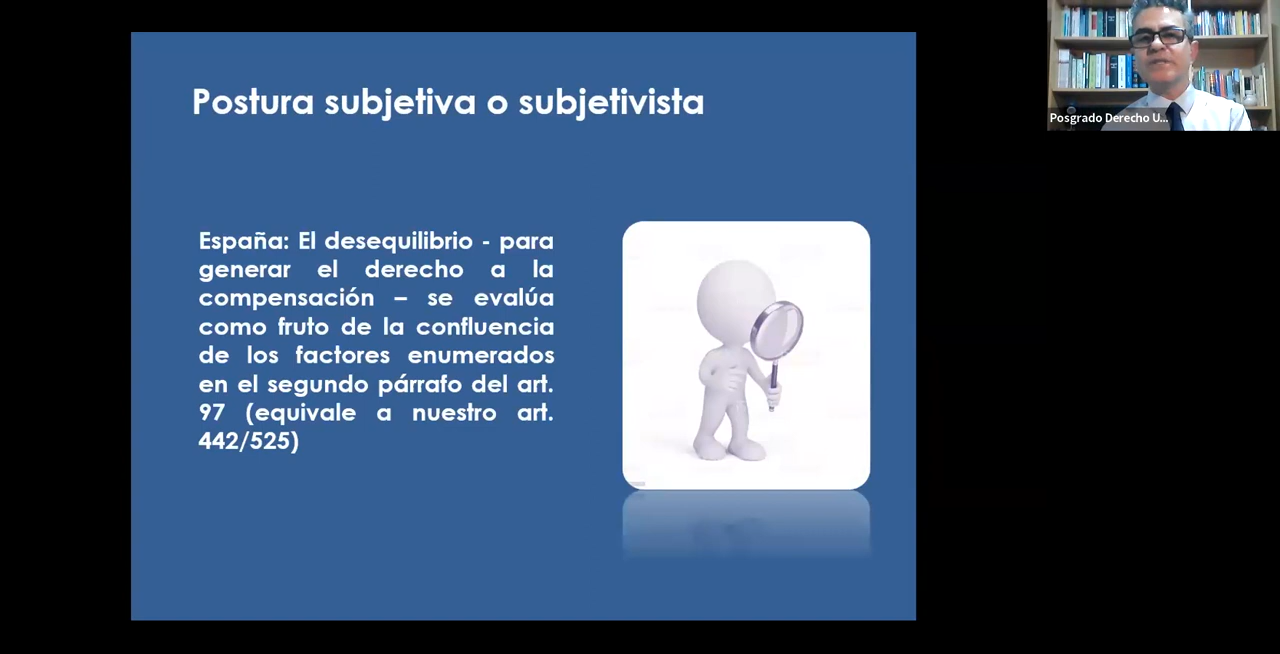 Postura subjetiva o subjetivista
España: El desequilibrio - para
generar el derecho a la
compensación – se evalúa
como fruto de la confluencia
de los factores enumerados
en el segundo párrafo del art.
97 (equivale a nuestro art.
442/525)
Posgrado Derecho U...